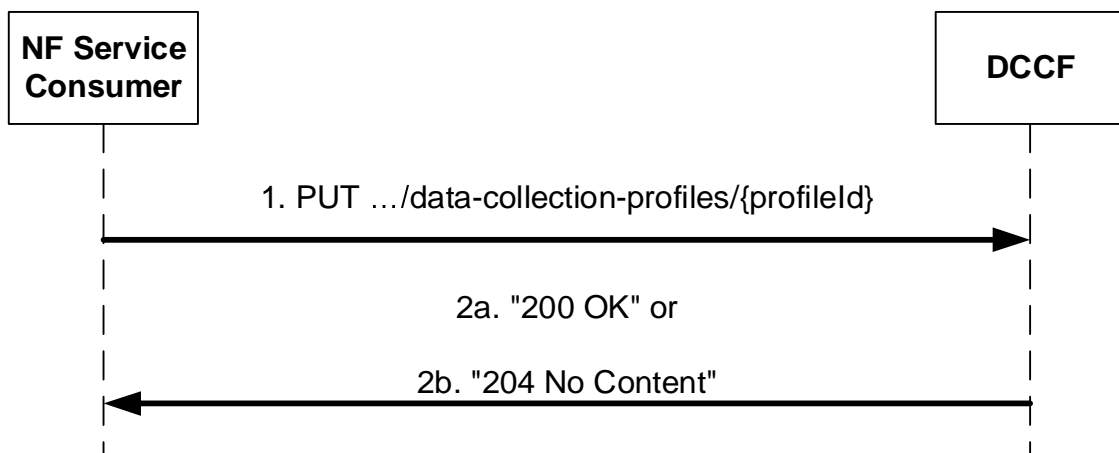 NF Service
Consumer
DCCF
1. PUT …/data-collection-profiles/{profileId}
2a. "200 OK" or
2b. "204 No Content"